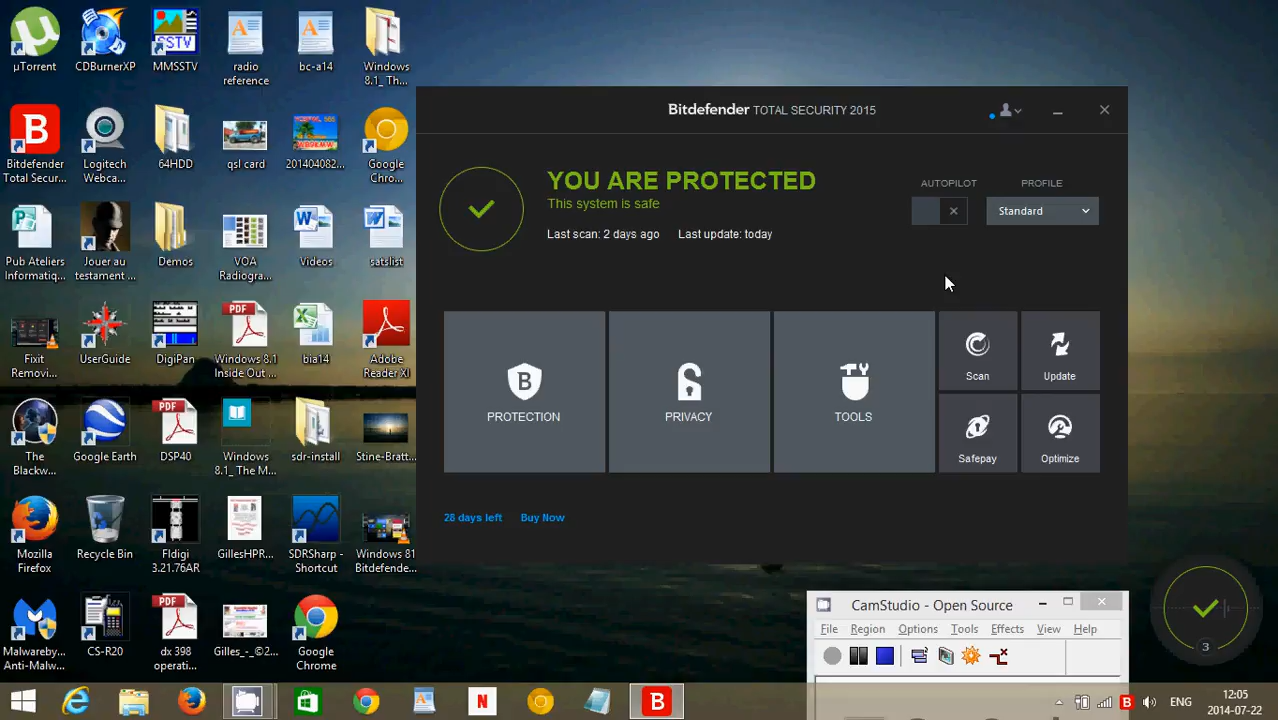 µTorrent
CDBurnerXP
SSTV
MMSSTV
radio
reference
bc-a14
Windows
8.1_ Th...
Bitdefender
Total Secur...
Logitech
Webca...
64HDD
qsl card
201404082...
Google
Chro...
Pub Ateliers
Informatiq...
Jouer au
testament ...
Demos
VOA
Radiogra...
Videos
satslist
Fixit
Removi...
UserGuide
DigiPan
PDF
Windows 8.1
Inside Out ...
bia14
Adobe
Reader XI
The
Blackw...
Google Earth
PDF
DSP40
Windows
8.1_ The M...
sdr-install
Stine-Bratt...
Mozilla
Firefox
Recycle Bin
Fldigi
3.21.76AR
GillesHPR...
SDRSharp -
Shortcut
Windows 81
Bitdefende...
Malwareby...
Anti-Malw...
CS-R20
PDF
dx 398
operati...
Gilles_-_©2...
Google
Chrome
Bitdefender TOTAL SECURITY 2015
YOU ARE PROTECTED
This system is safe
Last scan: 2 days ago Last update: today
AUTOPILOT PROFILE
Standard
B
PROTECTION
PRIVACY
TOOLS
Scan
Update
Safepay
Optimize
28 days left Buy Now
CamStudio - Open Source
File Region Options Tools Effects View Help
3
N
B
B
ENG
12:05
2014-07-22